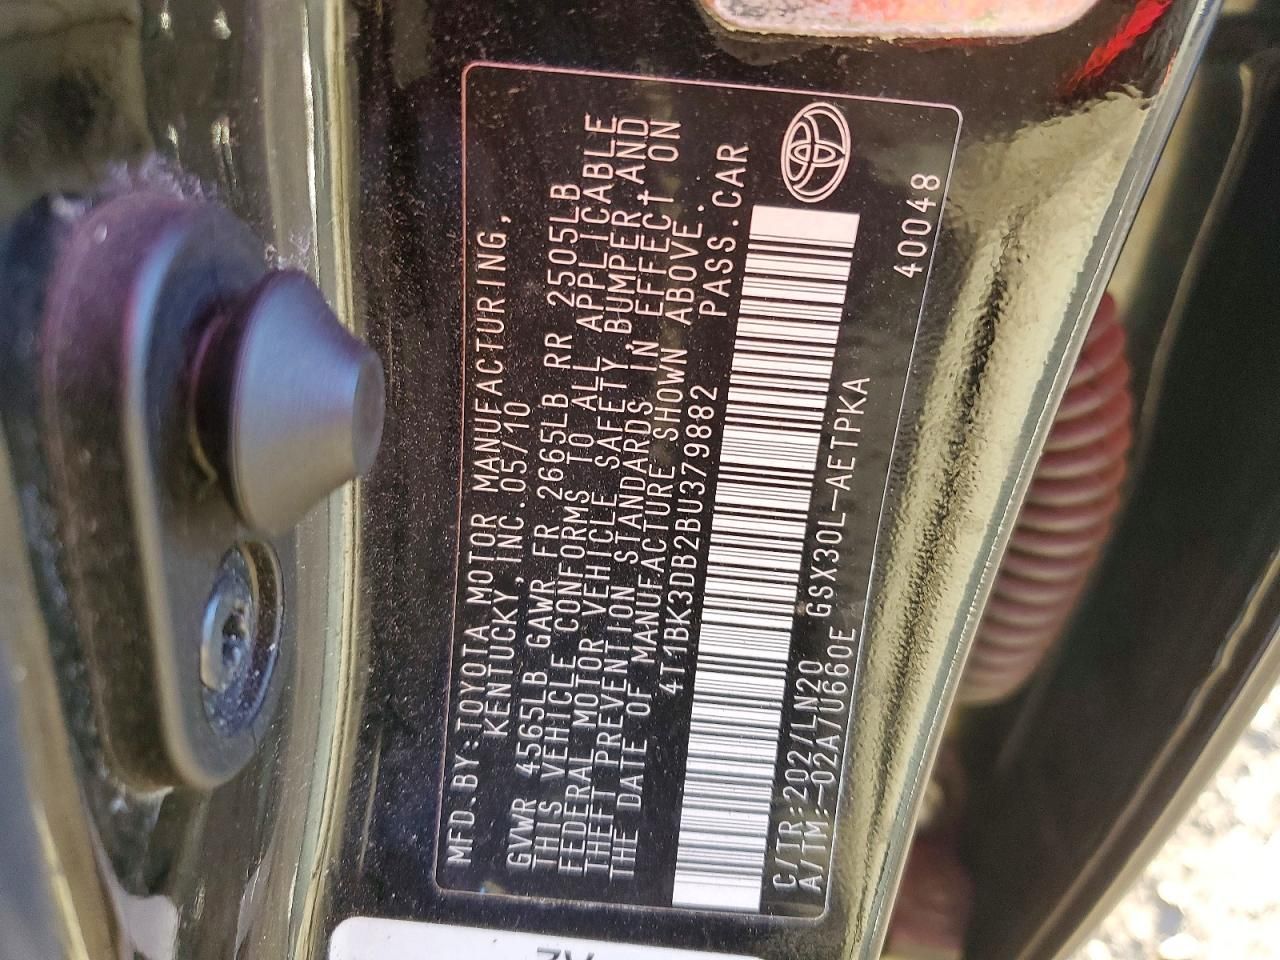 MFD.BY:TOYOTA MOTOR MANUFACTURING,
KENTUCKY, INC.05/10
GVWR 4565LB GAWR FR 2665LB RR 2505LB
THIS VEHICLE CONFORMS TO ALL APPLICABLE
FEDERAL MOTOR VEHICLE SAFETY,BUMPER,AND
THEFT PREVENTION STANDARDS IN EFFECT ON
THE DATE OF MANUFACTURE SHOWN ABOVE.
4T1BK3DB2BU379882 PASS.CAR
C/TR:202/LN20 GSX30L-AETPKA
A/TM:-02A/U660E
40048